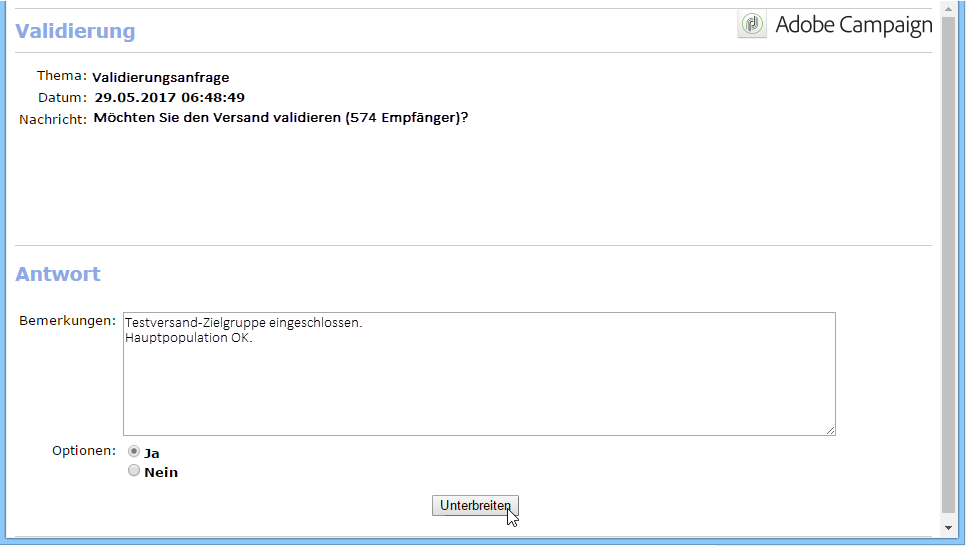 Validierung
Adobe Campaign
Thema: Validierungsanfrage
Datum: 29.05.2017 06:48:49
Nachricht: Möchten Sie den Versand validieren (574 Empfänger)?
Antwort
Bemerkungen: Testversand-Zielgruppe eingeschlossen.
Hauptpopulation OK.
Optionen: Ja
Nein
Unterbreiten